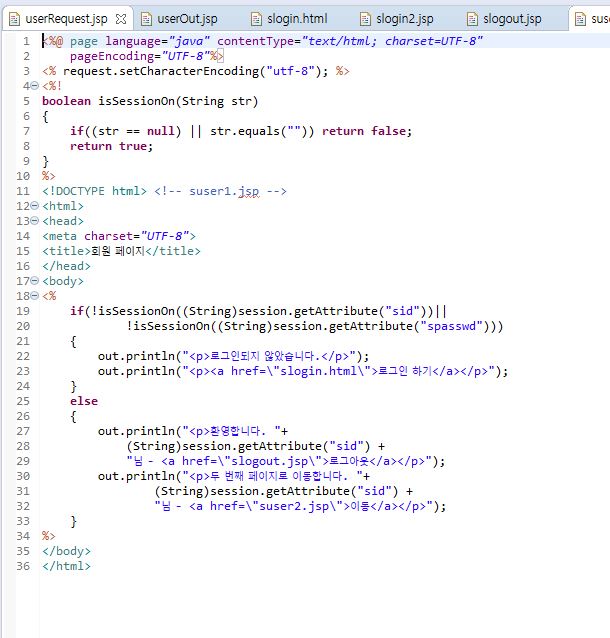 userRequest.jsp userOut.jsp slogin.html slogin2.jsp slogout.jsp
1 <%@ page language="java" contentType="text/html; charset=UTF-8"
2     pageEncoding="UTF-8"%>
3 <% request.setCharacterEncoding("utf-8"); %>
4 <%!
5 boolean isSessionOn(String str)
6 {
7     if((str == null) || str.equals("")) return false;
8     return true;
9 }
10 %>
11 <!DOCTYPE html> <!-- suser1.jsp -->
12 <html>
13 <head>
14 <meta charset="UTF-8">
15 <title>회원 페이지</title>
16 </head>
17 <body>
18 <%
19     if(!isSessionOn((String)session.getAttribute("sid"))||
20             !isSessionOn((String)session.getAttribute("spasswd")))
21     {
22         out.println("<p>로그인되지 않았습니다.</p>");
23         out.println("<p><a href=\"slogin.html\">로그인 하기</a></p>");
24     }
25     else
26     {
27         out.println("<p>환영합니다. "+
28             (String)session.getAttribute("sid") +
29             "님 - <a href=\"slogout.jsp\">로그아웃</a></p>");
30         out.println("<p>두 번째 페이지로 이동합니다. "+
31                 (String)session.getAttribute("sid") +
32                 "님 - <a href=\"suser2.jsp\">이동</a></p>");
33     }
34 %>
35 </body>
36 </html>